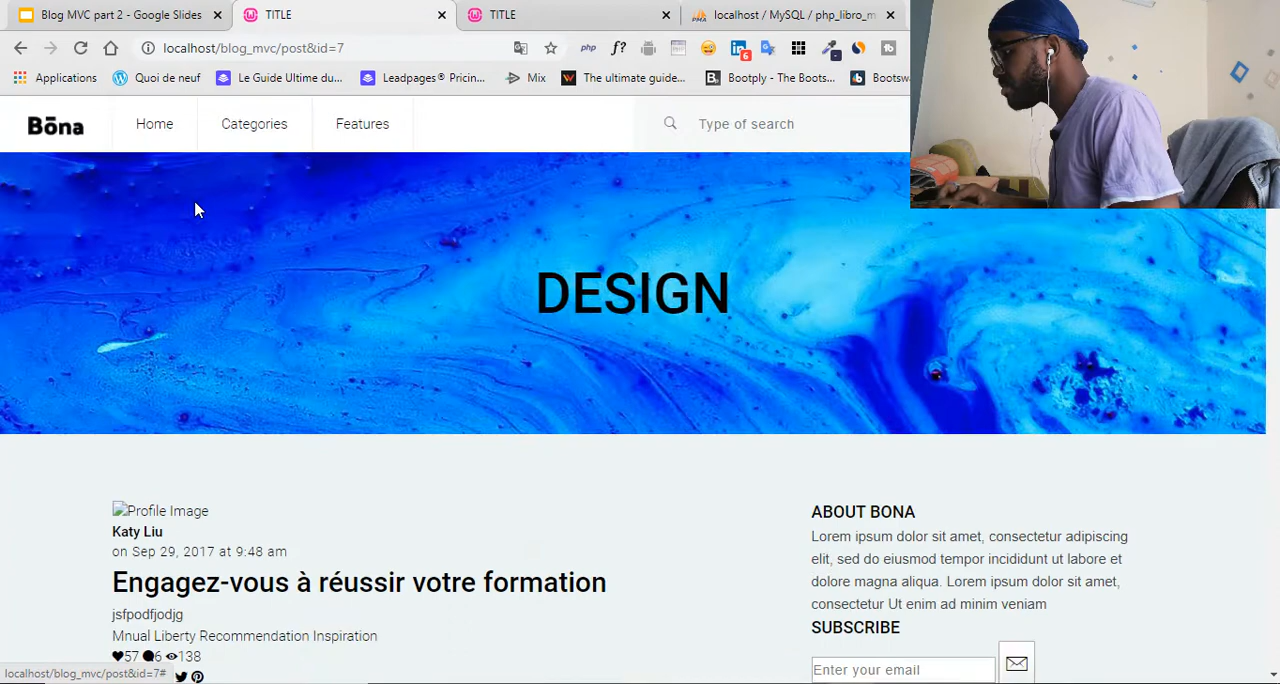 Blog MVC part 2 - Google Slides
TITLE
TITLE
localhost / MySQL / php_libro_m
localhost/blog_mvc/post&id=7
php
f?
6
Applications
Quoi de neuf
Le Guide Ultime du...
Leadpages® Pricin...
Mix
The ultimate guide...
Bootply - The Boots...
Bootsw
Bōna
Home
Categories
Features
Type of search
DESIGN
Profile Image
Katy Liu
on Sep 29, 2017 at 9:48 am
Engagez-vous à réussir votre formation
jsfpodfjodjg
Mnual Liberty Recommendation Inspiration
57 6 138
ABOUT BONA
Lorem ipsum dolor sit amet, consectetur adipiscing
elit, sed do eiusmod tempor incididunt ut labore et
dolore magna aliqua. Lorem ipsum dolor sit amet,
consectetur Ut enim ad minim veniam
SUBSCRIBE
Enter your email
localhost/blog_mvc/post&id=7#